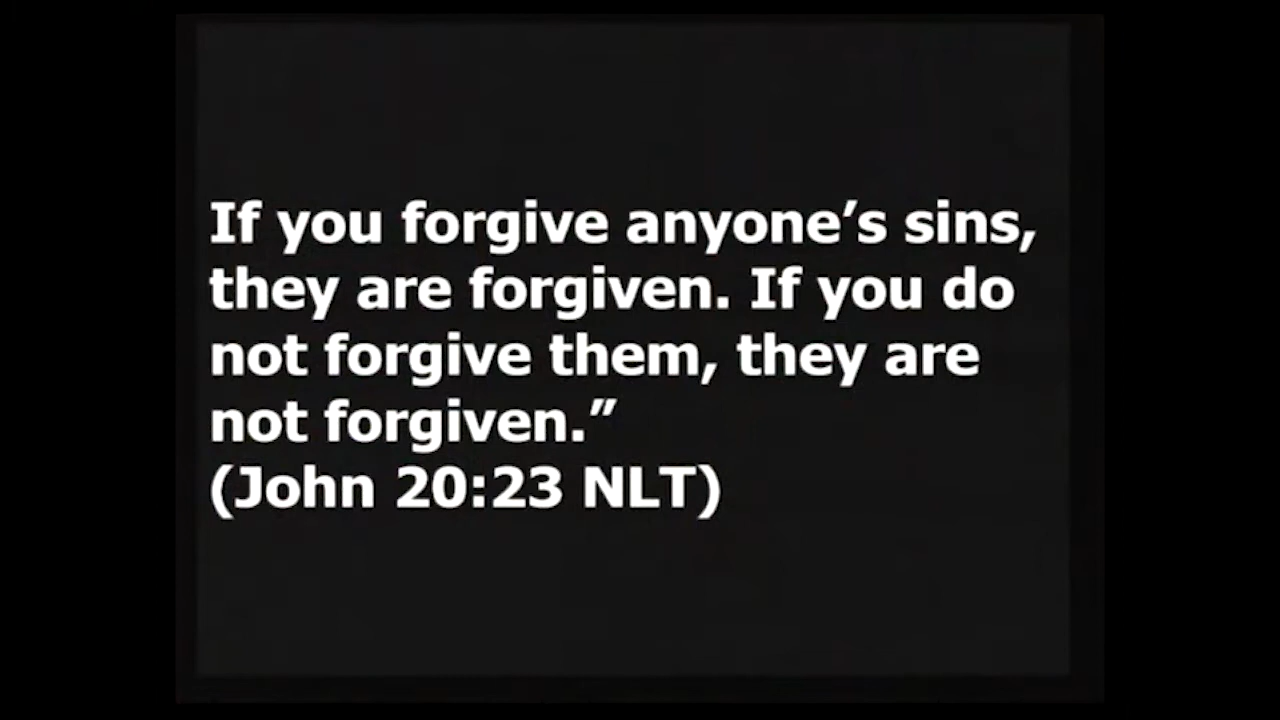 If you forgive anyone’s sins,
they are forgiven. If you do
not forgive them, they are
not forgiven.”
(John 20:23 NLT)